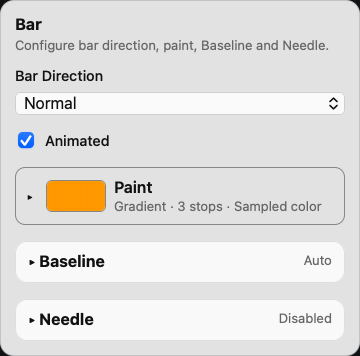 Bar
Configure bar direction, paint, Baseline and Needle.
Bar Direction
Normal
Animated
Paint
Gradient · 3 stops · Sampled color
Baseline
Auto
Needle
Disabled